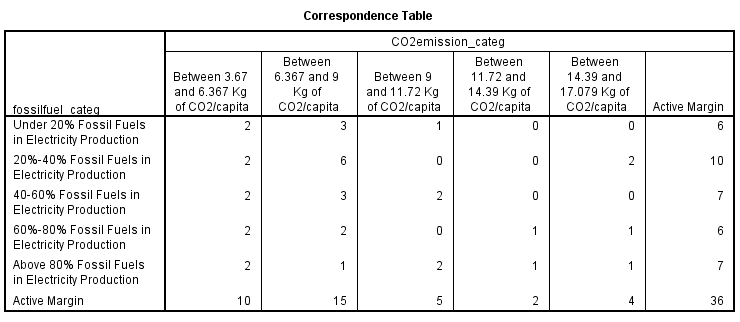 Correspondence Table
CO2emission_categ
fossilfuel_categ
Between 3.67
and 6.367 Kg
of CO2/capita
Between
6.367 and 9
Kg of
CO2/capita
Between 9
and 11.72 Kg
of CO2/capita
Between
11.72 and
14.39 Kg of
CO2/capita
Between
14.39 and
17.079 Kg of
CO2/capita
Active Margin
Under 20% Fossil Fuels
in Electricity Production
2 3 1 0 0 6
20%-40% Fossil Fuels in
Electricity Production
2 6 0 0 2 10
40-60% Fossil Fuels in
Electricity Production
2 3 2 0 0 7
60%-80% Fossil Fuels in
Electricity Production
2 2 0 1 1 6
Above 80% Fossil Fuels
in Electricity Production
2 1 2 1 1 7
Active Margin 10 15 5 2 4 36